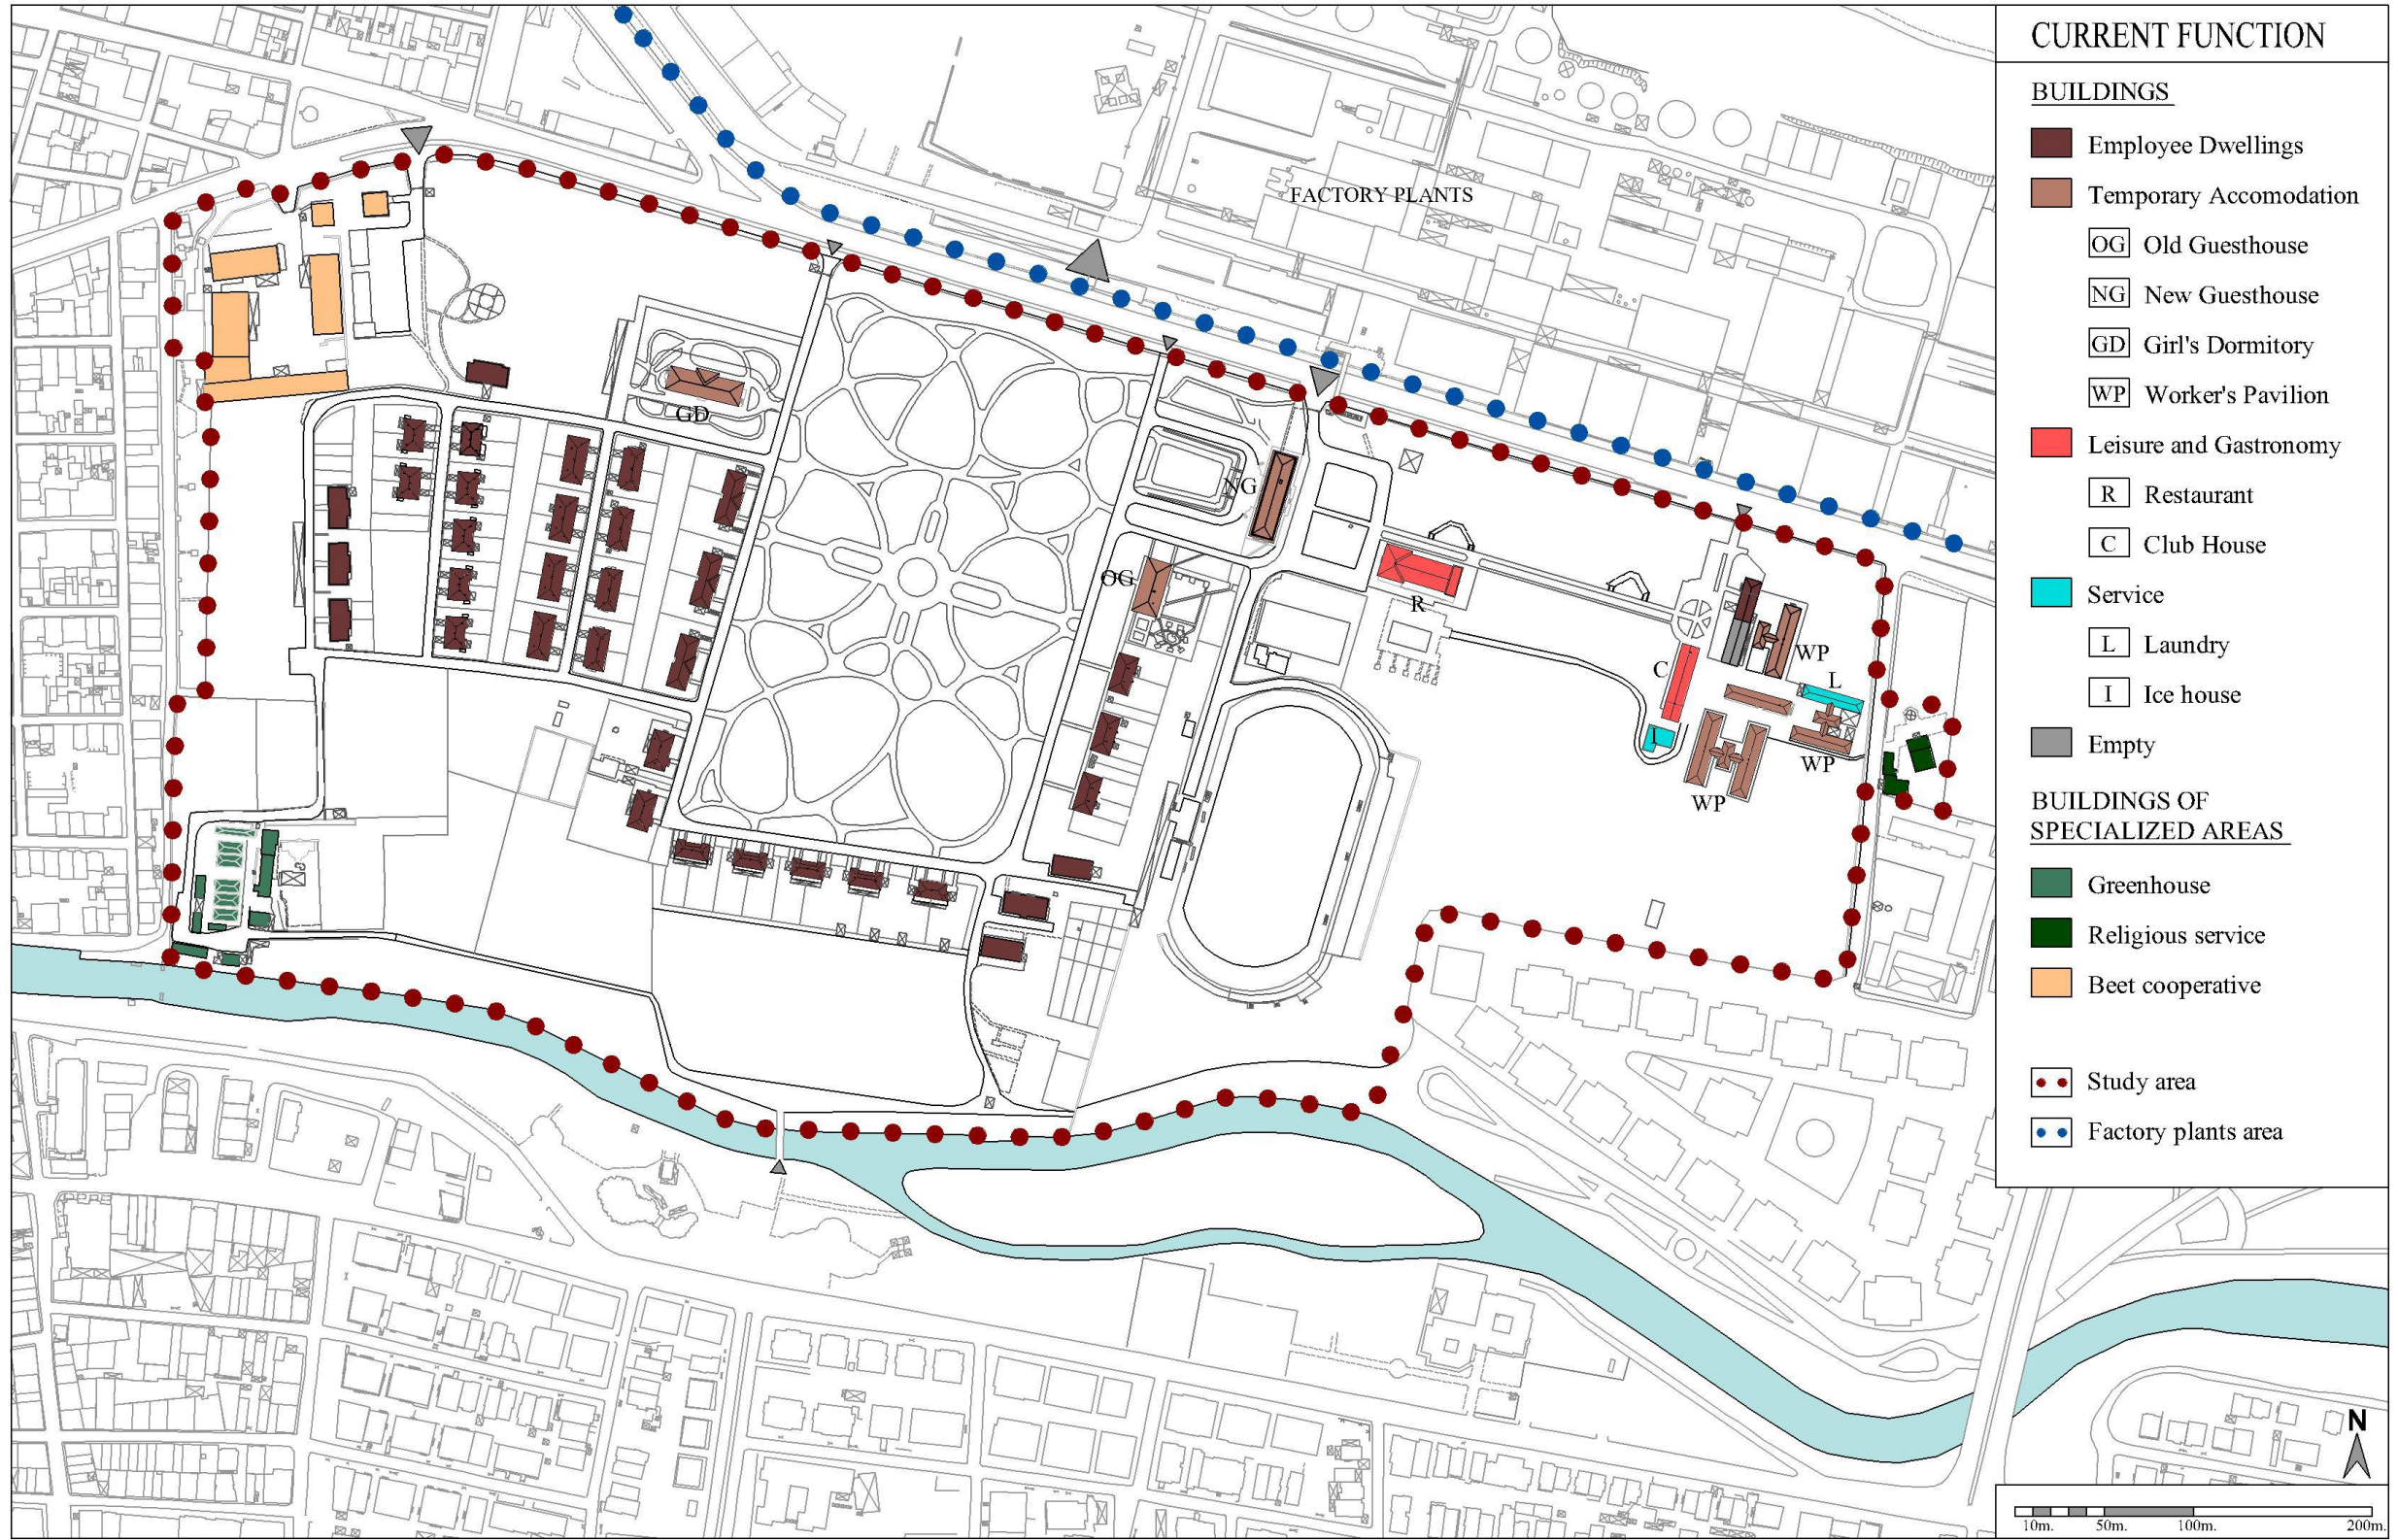 FACTORY PLANTS
GD
NG
OG
R
C
WP
L
I
WP
WP
CURRENT FUNCTION
BUILDINGS
Employee Dwellings
Temporary Accomodation
OG Old Guesthouse
NG New Guesthouse
GD Girl's Dormitory
WP Worker's Pavilion
Leisure and Gastronomy
R Restaurant
C Club House
Service
L Laundry
I Ice house
Empty
BUILDINGS OF
SPECIALIZED AREAS
Greenhouse
Religious service
Beet cooperative
Study area
Factory plants area
N
10m. 50m. 100m. 200m.